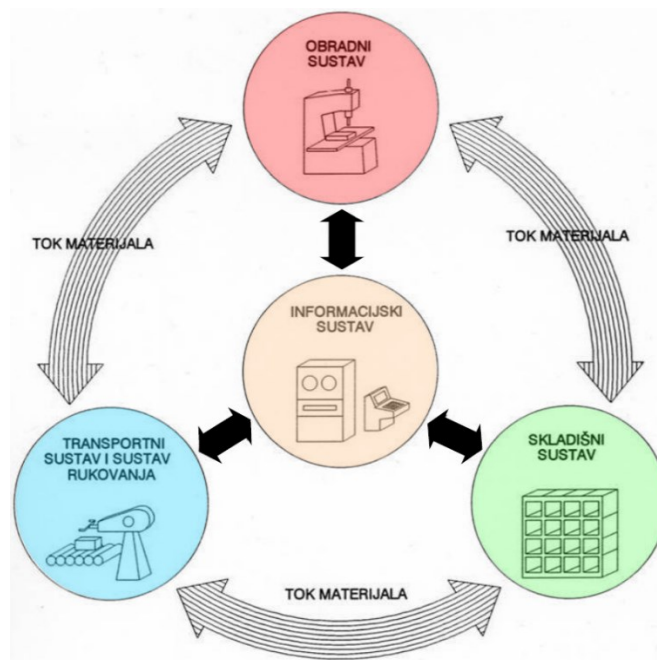 OBRADNI
SUSTAV
TOK MATERIJALA
TOK MATERIJALA
INFORMACIJSKI
SUSTAV
TRANSPORTNI
SUSTAV I SUSTAV
RUKOVANJA
SKLADIŠNI
SUSTAV
TOK MATERIJALA